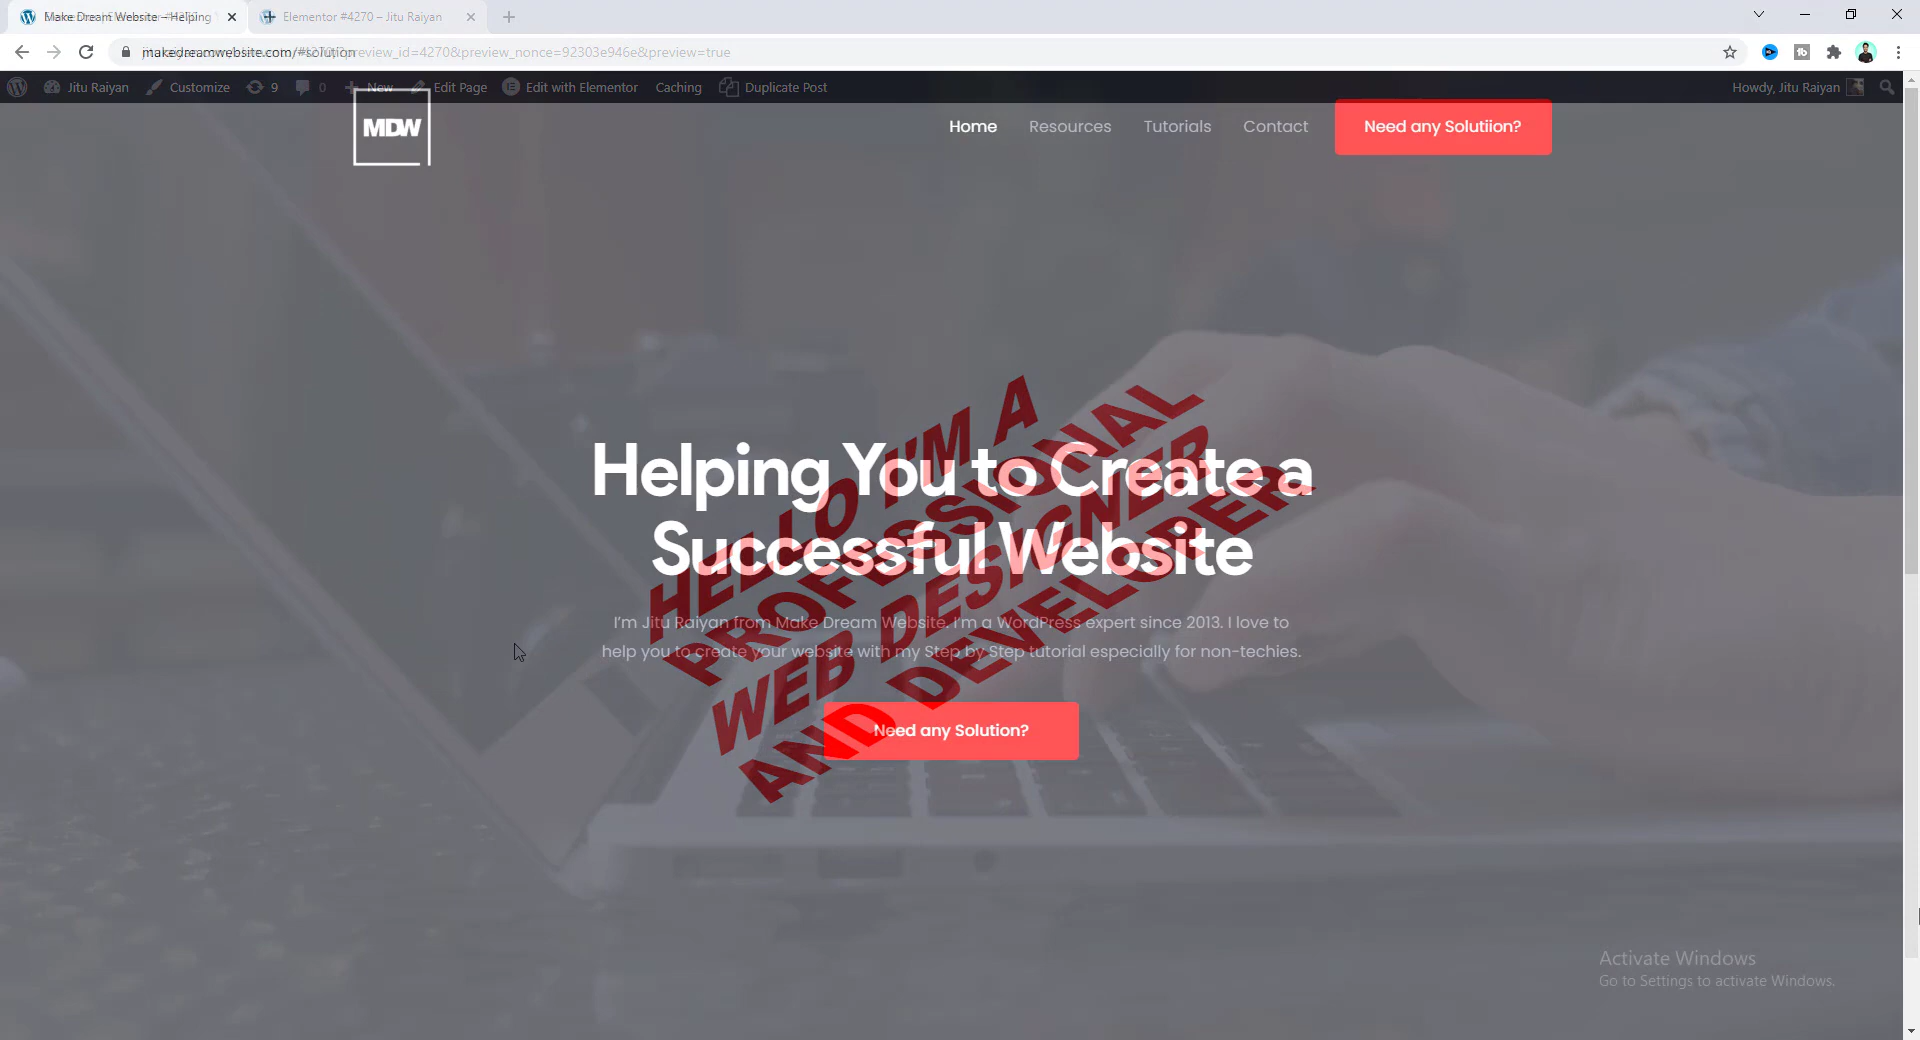 Elementor #4270 – Jitu Raiyan
makedreamwebsite.com/#solution
preview_id=4270&preview_nonce=92303e946e&preview=true
Jitu Raiyan
Customize
9
0
New
Edit Page
Edit with Elementor
Caching
Duplicate Post
Howdy, Jitu Raiyan
MDW
Home
Resources
Tutorials
Contact
Need any Solutiion?
Helping You to Create a
Successful Website
HELLO I'M A
PROFESSIONAL
WEB DESIGNER
AND DEVELOPER
I'm Jitu Raiyan from Make Dream Website. I'm a WordPress expert since 2013. I love to
help you to create your website with my Step by Step tutorial especially for non-techies.
Need any Solution?
Activate Windows
Go to Settings to activate Windows.